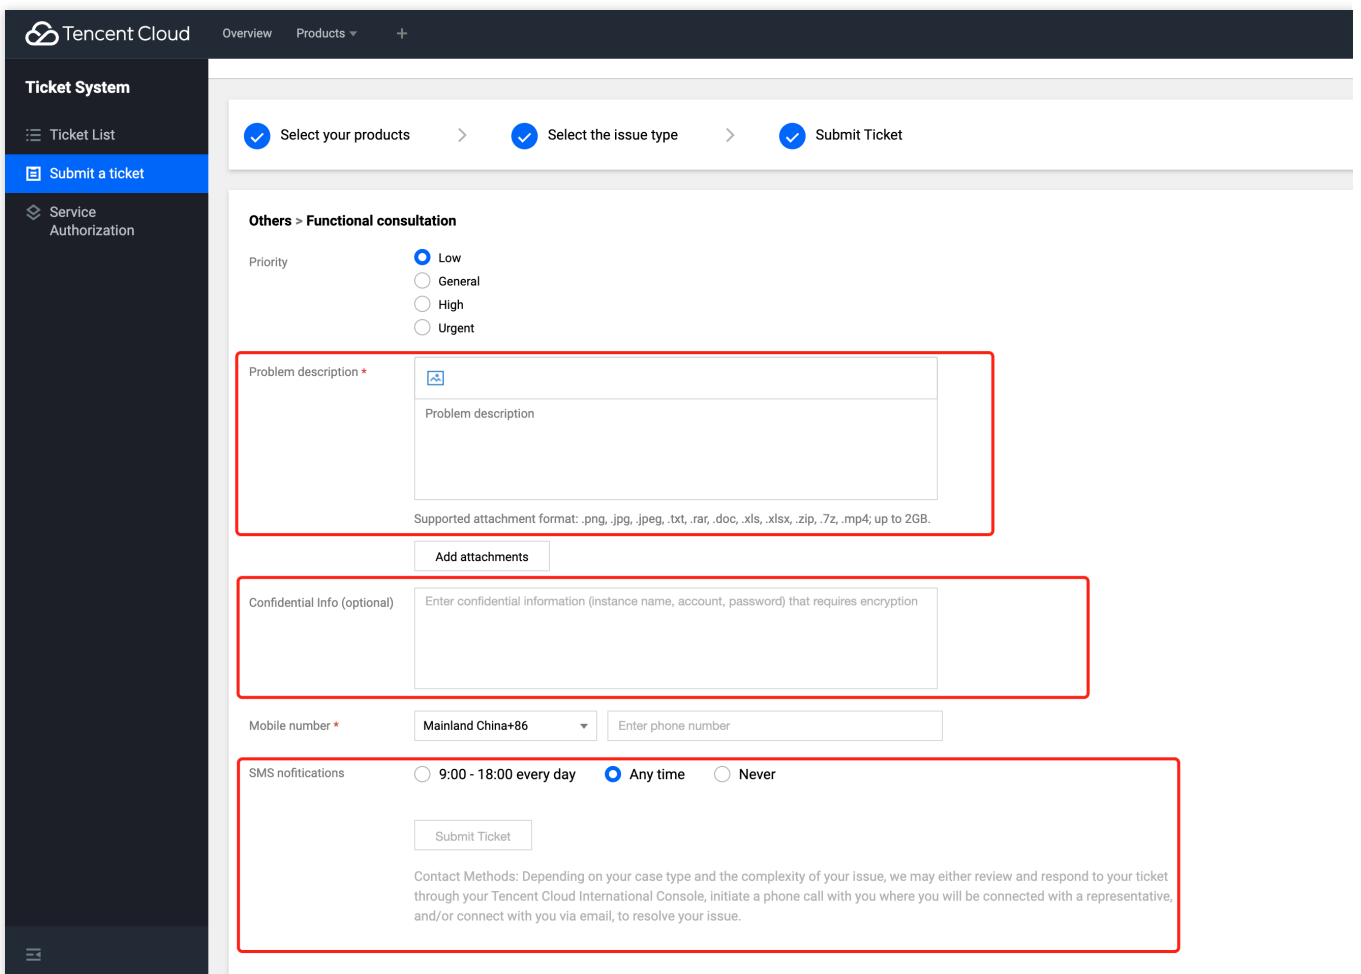 Tencent Cloud
Overview
Products
Ticket System
Ticket List
Submit a ticket
Service
Authorization
Select your products
Select the issue type
Submit Ticket
Others > Functional consultation
Priority
Low
General
High
Urgent
Problem description *
Problem description
Supported attachment format: .png, .jpg, .jpeg, .txt, .rar, .doc, .xls, .xlsx, .zip, .7z, .mp4; up to 2GB.
Add attachments
Confidential Info (optional)
Enter confidential information (instance name, account, password) that requires encryption
Mobile number *
Mainland China+86
Enter phone number
SMS nofitications
9:00 - 18:00 every day
Any time
Never
Submit Ticket
Contact Methods: Depending on your case type and the complexity of your issue, we may either review and respond to your ticket
through your Tencent Cloud International Console, initiate a phone call with you where you will be connected with a representative,
and/or connect with you via email, to resolve your issue.